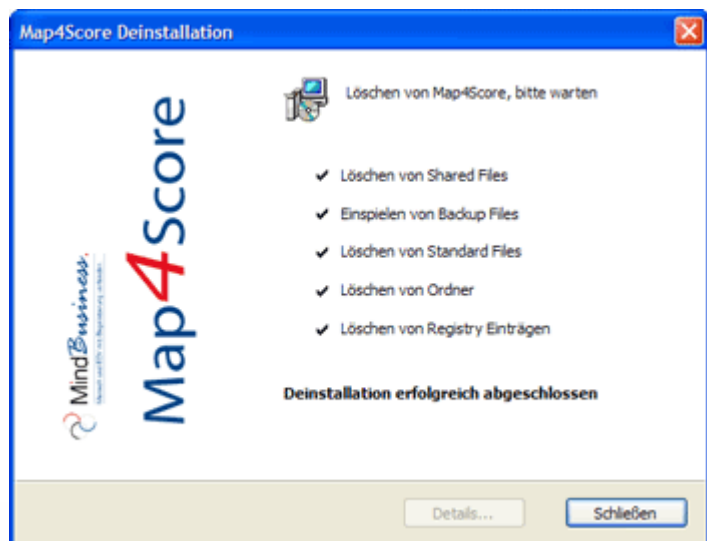 Map4Score Deinstallation
Löschen von Map4Score, bitte warten
Löschen von Shared Files
Einspielen von Backup Files
Löschen von Standard Files
Löschen von Ordner
Löschen von Registry Einträgen
Deinstallation erfolgreich abgeschlossen
Map4Score
MindBusiness.
Details...
Schließen